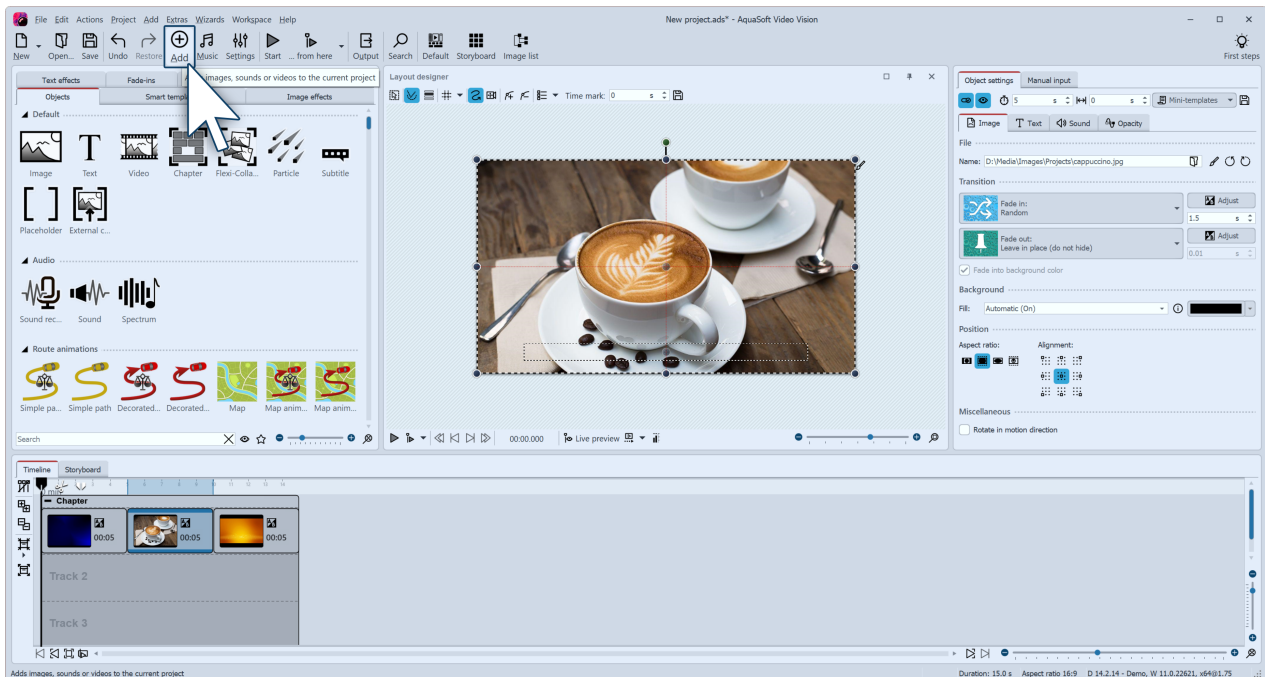 File Edit Actions Project Add Extras Wizards Workspace Help
New project.ads* - AquaSoft Video Vision
New Open... Save Undo Restore Add Music Settings Start ... from here Output Search Default Storyboard Image list
First steps
Text effects Fade-ins
images, sounds or videos to the current project
Objects Smart Image effects
Default
Image Text Video Chapter Flexi-Colla... Particle Subtitle
Placeholder External c...
Audio
Sound rec... Sound Spectrum
Route animations
Simple pa... Simple path Decorated... Decorated... Map Map anim... Map anim...
Search
Layout designer
Time mark: 0 s
00:00.000 Live preview
Object settings Manual input
5 s 0 s Mini-templates
Image Text Sound Opacity
File
Name: D:\Media\Images\Projects\cappuccino.jpg
Transition
Fade in:
Random
Adjust
1.5 s
Fade out:
Leave in place (do not hide)
Adjust
0.01 s
Fade into background color
Background
Fill: Automatic (On)
Position
Aspect ratio: Alignment:
Miscellaneous
Rotate in motion direction
Timeline Storyboard
Chapter
00:05 00:05 00:05
Track 2
Track 3
Adds images, sounds or videos to the current project
Duration: 15.0 s Aspect ratio 16:9 D 14.2.14 - Demo, W 11.0.22621, x64@1.75